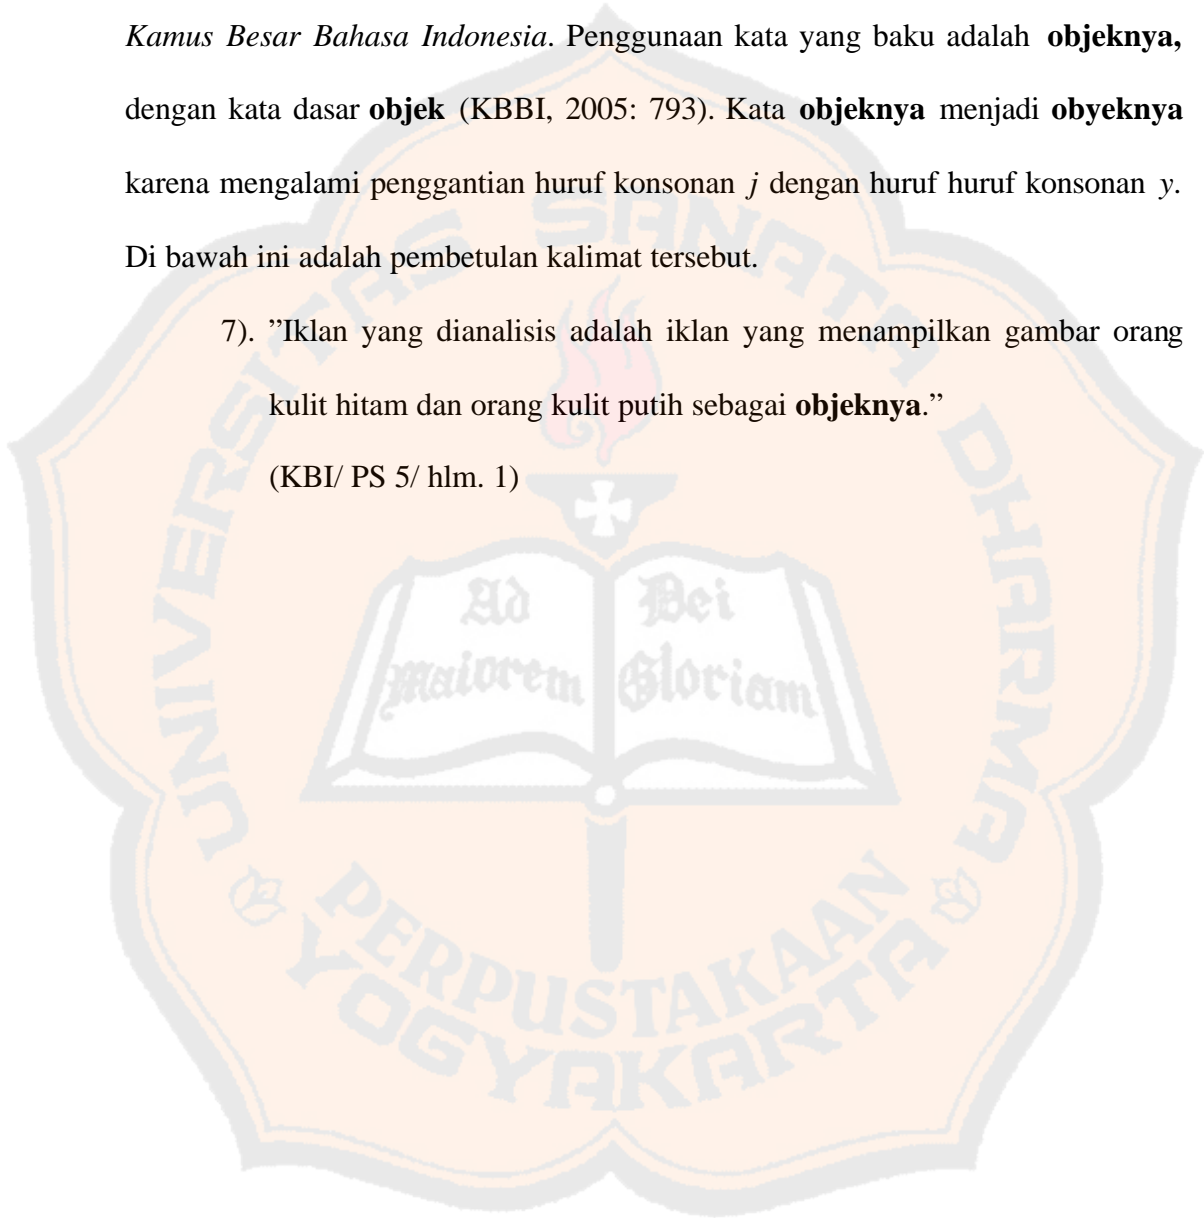 Kamus Besar Bahasa Indonesia. Penggunaan kata yang baku adalah objeknya,
dengan kata dasar objek (KBBI, 2005: 793). Kata objeknya menjadi obyeknya
karena mengalami penggantian huruf konsonan j dengan huruf huruf konsonan y.
Di bawah ini adalah pembetulan kalimat tersebut.
7). ”Iklan yang dianalisis adalah iklan yang menampilkan gambar orang
kulit hitam dan orang kulit putih sebagai objeknya.”
(KBI/ PS 5/ hlm. 1)
UNIVERSITAS SANATA DHARMA
Ad Dei
maiorem Gloriam
PERPUSTAKAAN
YOGYAKARTA